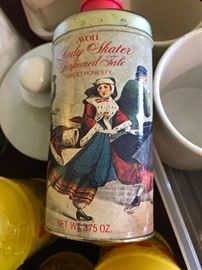 AVON
Lady Skater
Perfumed Talc
SWEET HONESTY
NET WT. 3.75 OZ.